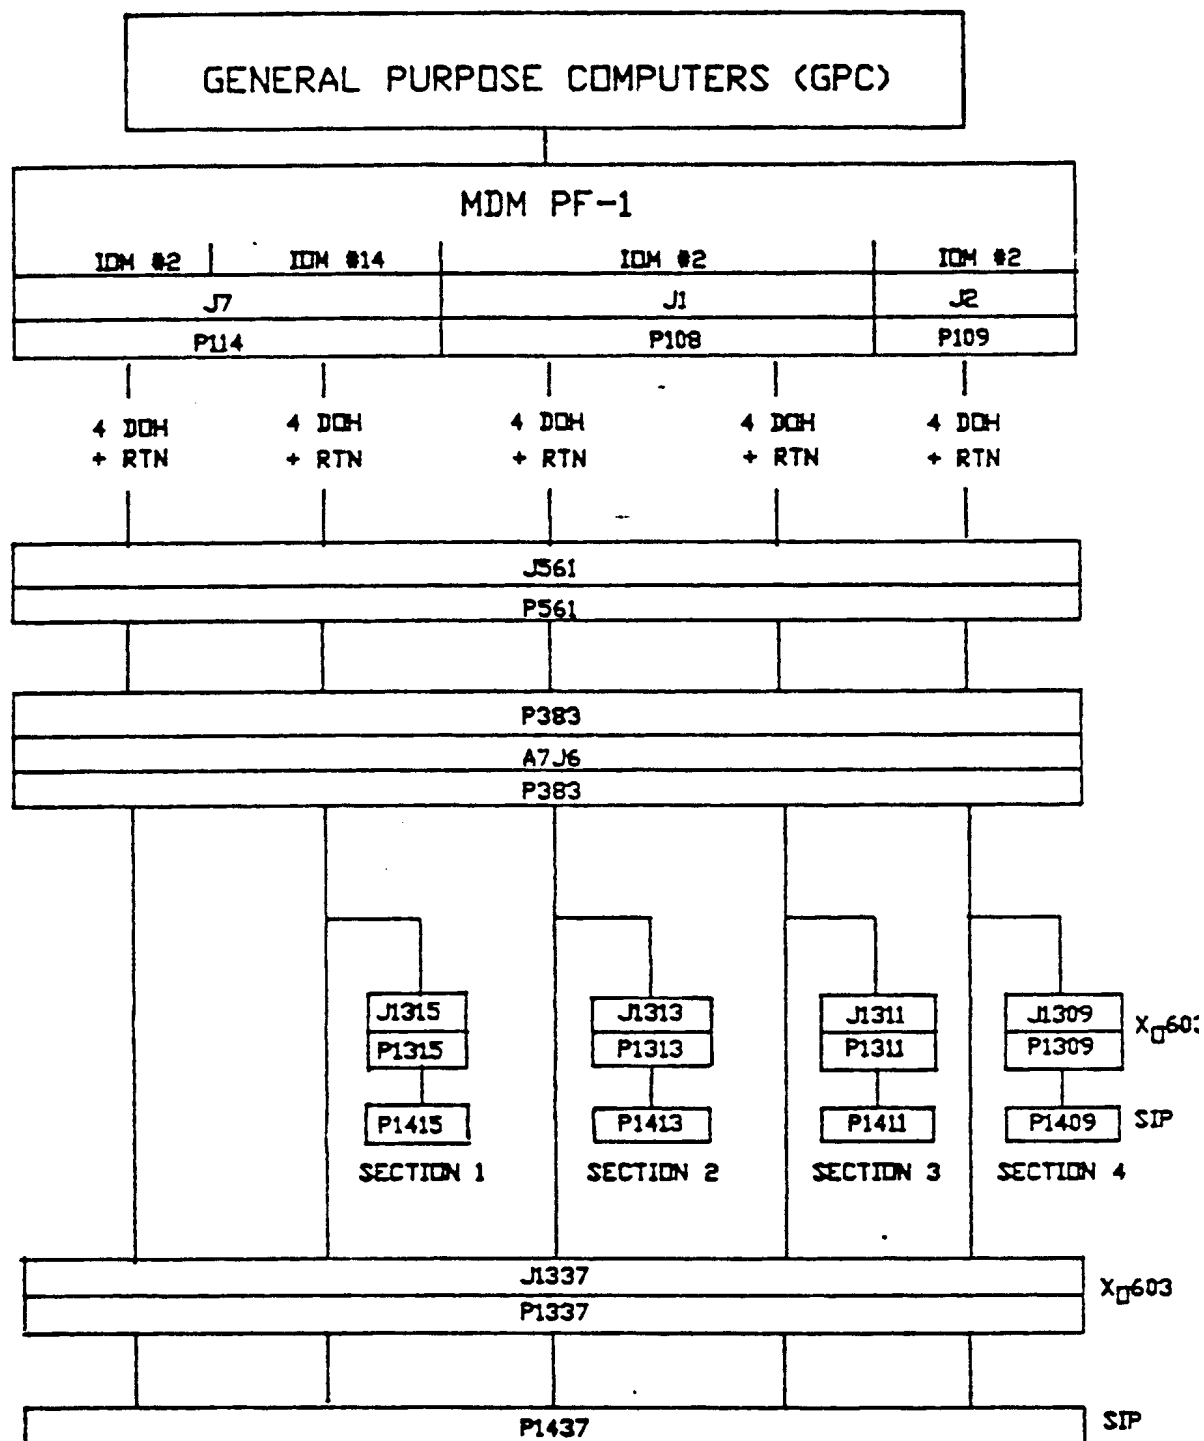 GENERAL PURPOSE COMPUTERS (GPC)
MDM PF-1
IOM #2 IOM #14 IOM #2 IOM #2
J7 J1 J2
P114 P108 P109
4 DOH 4 DOH 4 DOH 4 DOH 4 DOH
+ RTN + RTN + RTN + RTN + RTN
J561
P561
P383
A7J6
P383
J1315 J1313 J1311 J1309 X□603
P1315 P1313 P1311 P1309
P1415 P1413 P1411 P1409 SIP
SECTION 1 SECTION 2 SECTION 3 SECTION 4
J1337 X□603
P1337
P1437 SIP